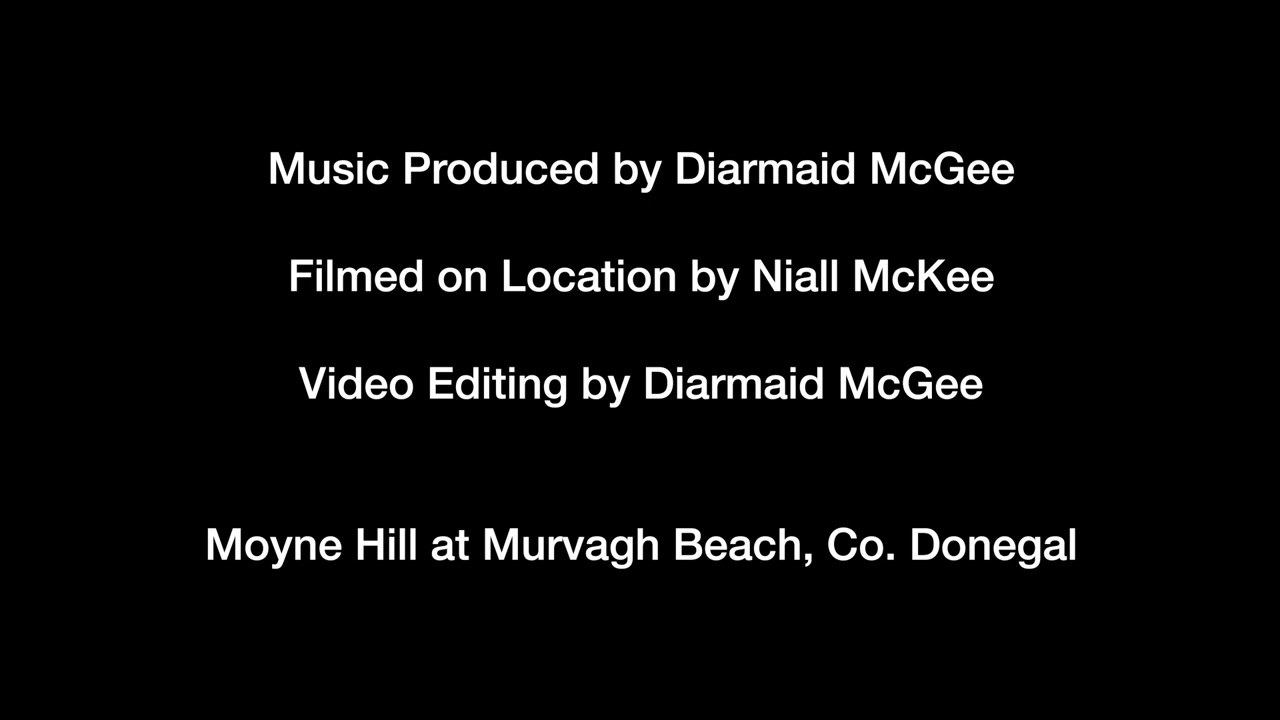 Music Produced by Diarmaid McGee
Filmed on Location by Niall McKee
Video Editing by Diarmaid McGee
Moyne Hill at Murvagh Beach, Co. Donegal